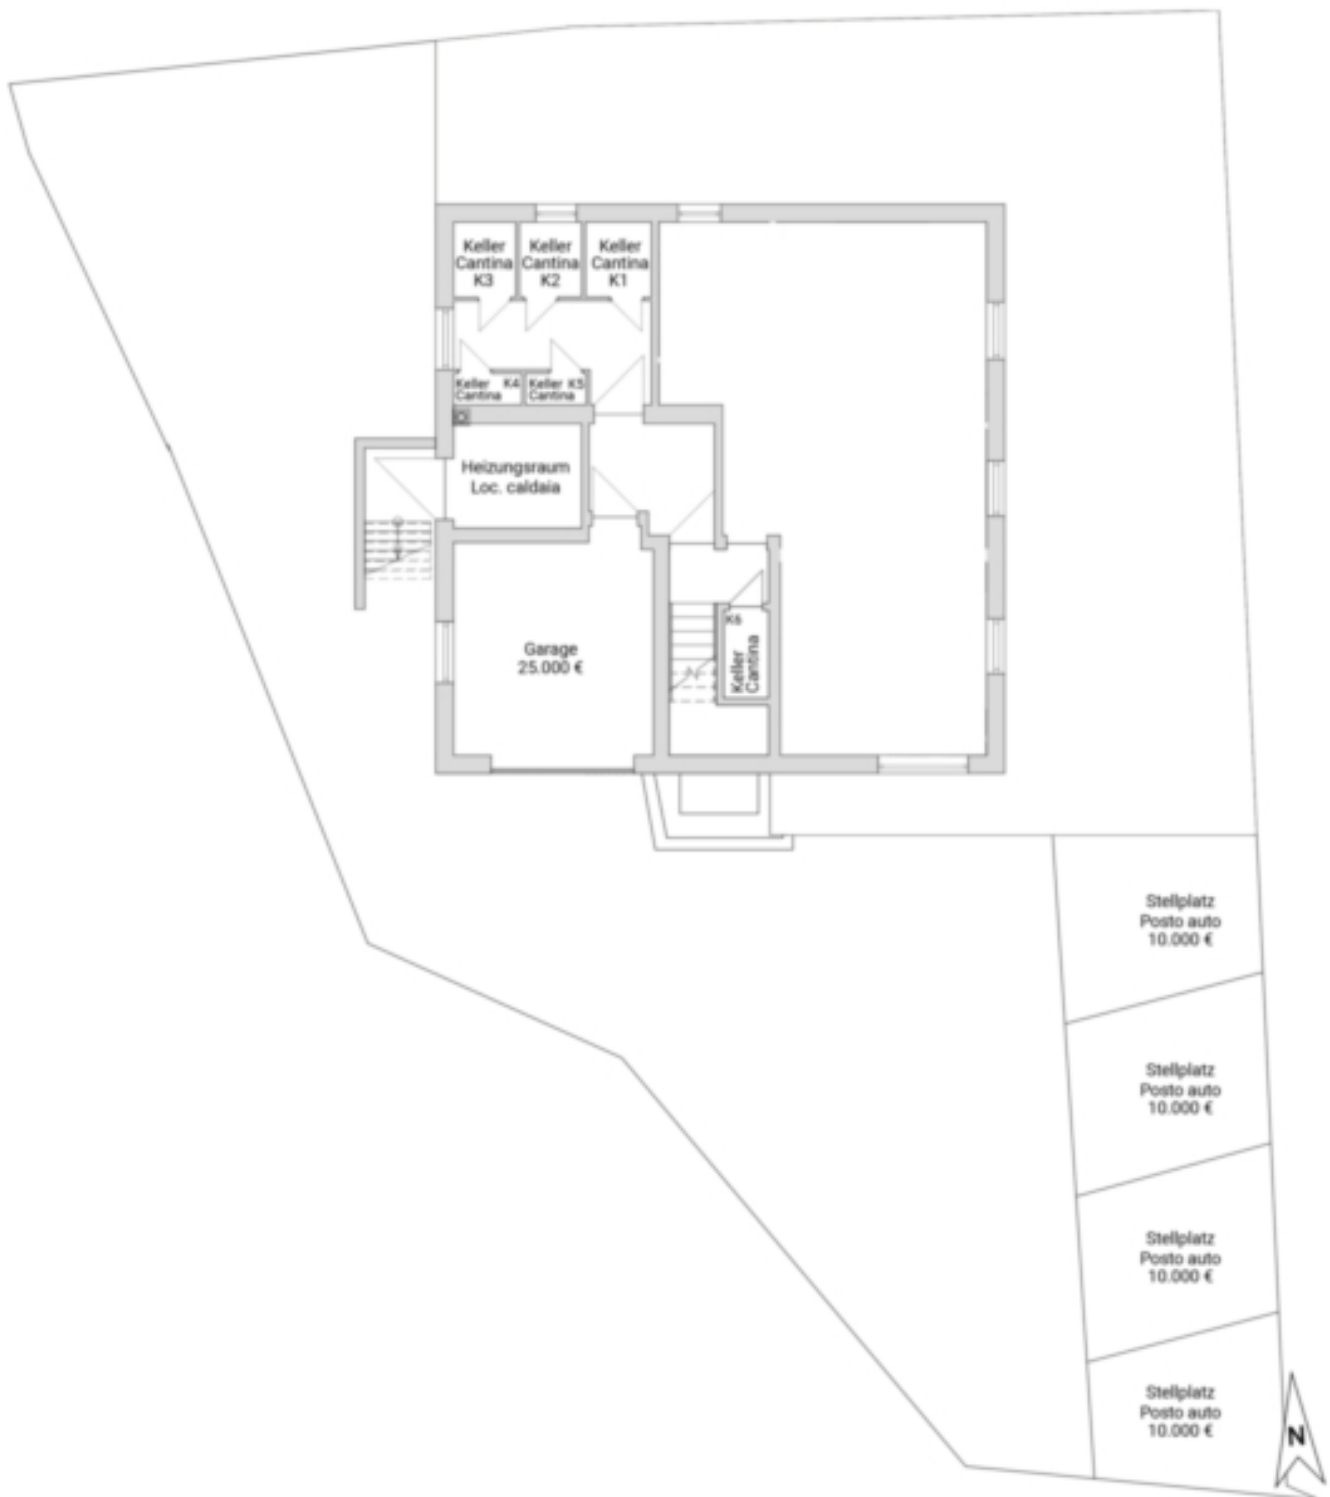 Keller
Cantina
K3
Keller
Cantina
K2
Keller
Cantina
K1
Keller K4
Cantina
Keller K5
Cantina
Heizungsraum
Loc. caldaia
Garage
25.000 €
K6
Keller
Cantina
Stellplatz
Posto auto
10.000 €
Stellplatz
Posto auto
10.000 €
Stellplatz
Posto auto
10.000 €
Stellplatz
Posto auto
10.000 €
N